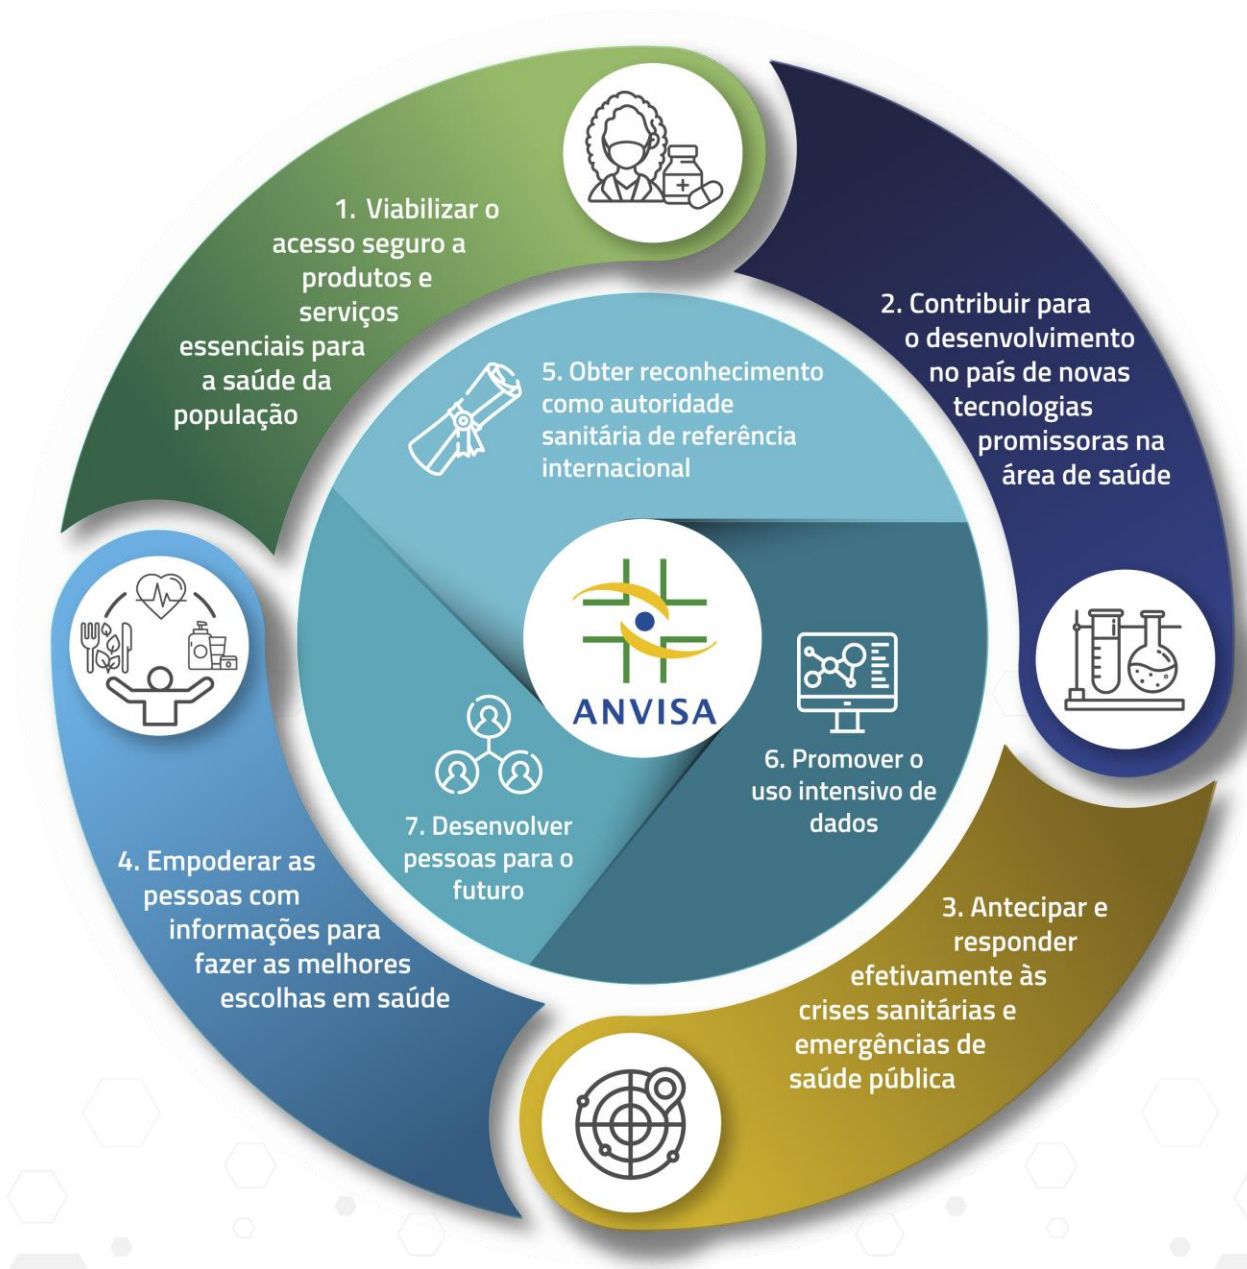 1. Viabilizar o
acesso seguro a
produtos e
serviços
essenciais para
a saúde da
população
2. Contribuir para
o desenvolvimento
no país de novas
tecnologias
promissoras na
área de saúde
3. Antecipar e
responder
efetivamente às
crises sanitárias e
emergências de
saúde pública
4. Empoderar as
pessoas com
informações para
fazer as melhores
escolhas em saúde
5. Obter reconhecimento
como autoridade
sanitária de referência
internacional
6. Promover o
uso intensivo de
dados
7. Desenvolver
pessoas para o
futuro
ANVISA